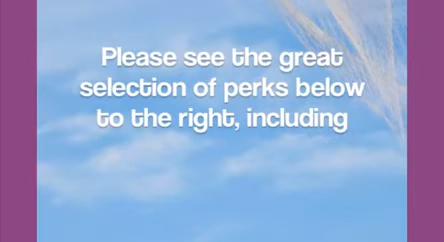 Please see the great
selection of perks below
to the right, including